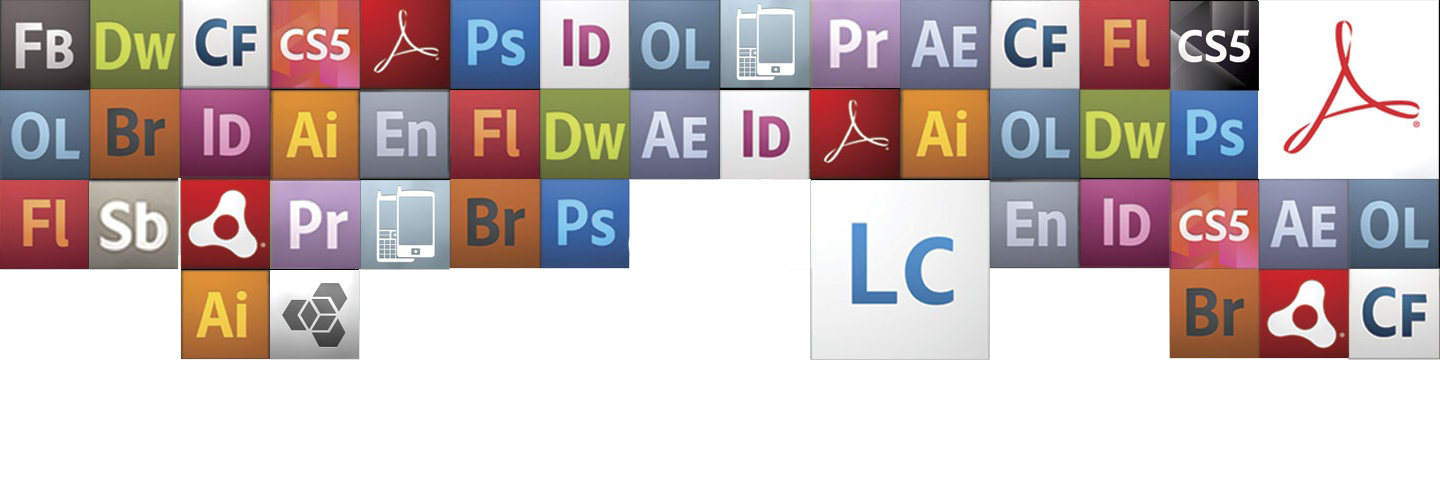 FB Dw CF CS5 Ps ID OL Pr AE CF Fl CS5
OL Br ID Ai En Fl Dw AE ID Ai OL Dw Ps
Fl Sb Pr Br Ps LC En ID CS5 AE OL
Ai Br CF